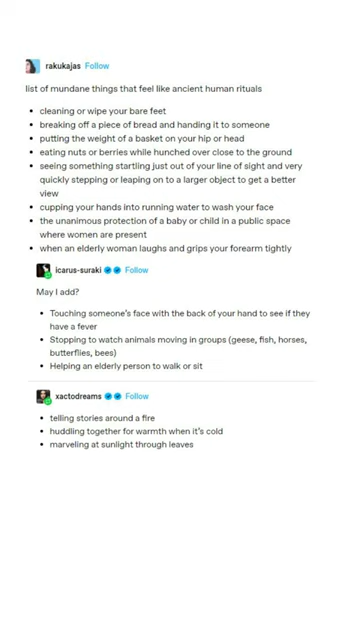 rakukajas Follow
list of mundane things that feel like ancient human rituals
• cleaning or wipe your bare feet
• breaking off a piece of bread and handing it to someone
• putting the weight of a basket on your hip or head
• eating nuts or berries while hunched over close to the ground
• seeing something startling just out of your line of sight and very
quickly stepping or leaping on to a larger object to get a better
view
• cupping your hands into running water to wash your face
• the unanimous protection of a baby or child in a public space
where women are present
• when an elderly woman laughs and grips your forearm tightly
icarus-suraki Follow
May I add?
• Touching someone's face with the back of your hand to see if they
have a fever
• Stopping to watch animals moving in groups (geese, fish, horses,
butterflies, bees)
• Helping an elderly person to walk or sit
xactodreams Follow
• telling stories around a fire
• huddling together for warmth when it's cold
• marveling at sunlight through leaves